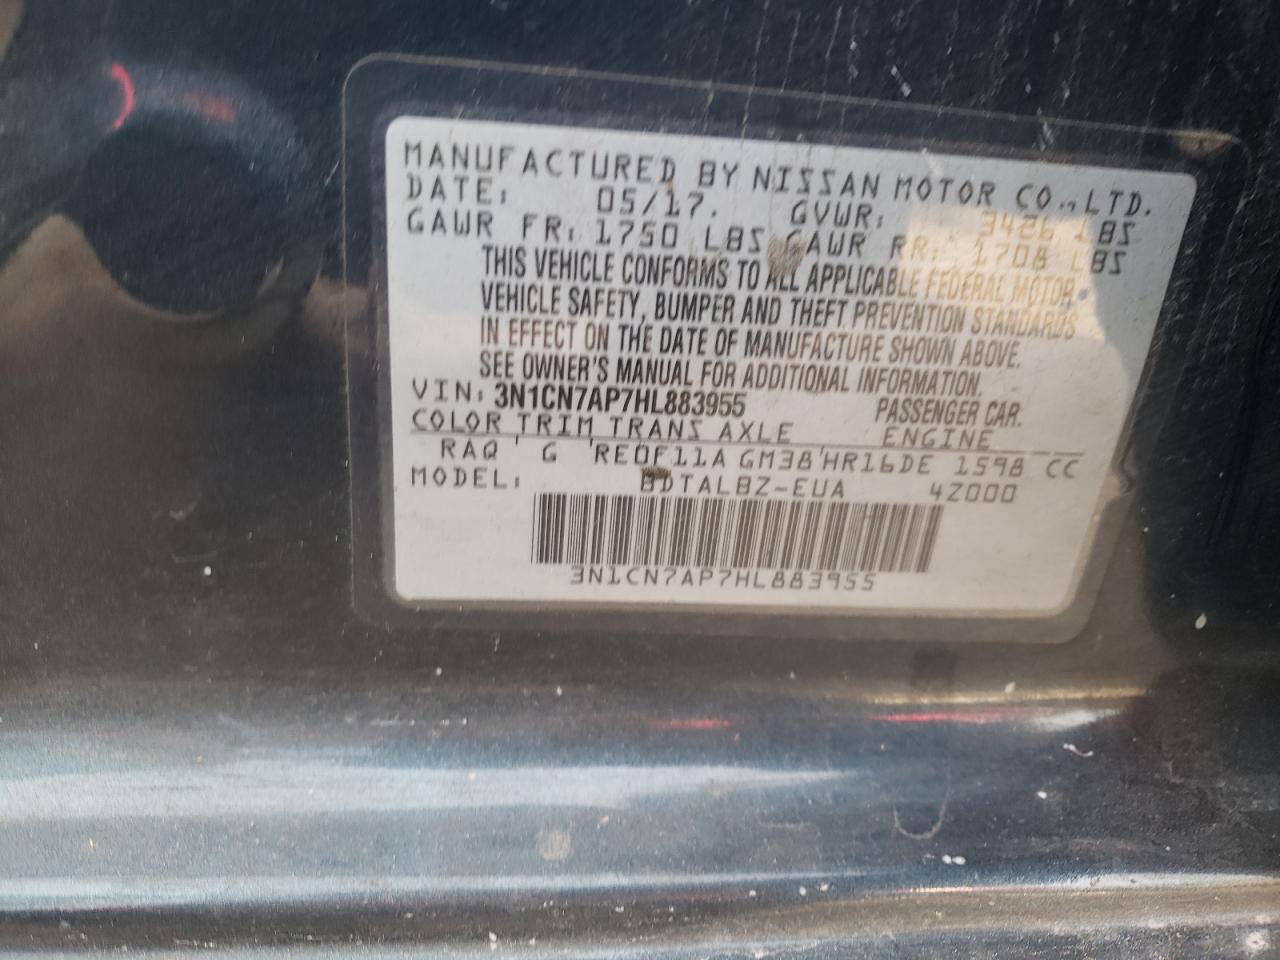 MANUFACTURED BY NISSAN MOTOR CO.,LTD.
DATE: 05/17. GVWR: 3426 LBS
GAWR FR: 1750 LBS GAWR RR: 1708 LBS
THIS VEHICLE CONFORMS TO ALL APPLICABLE FEDERAL MOTOR
VEHICLE SAFETY, BUMPER AND THEFT PREVENTION STANDARDS
IN EFFECT ON THE DATE OF MANUFACTURE SHOWN ABOVE.
SEE OWNER'S MANUAL FOR ADDITIONAL INFORMATION.
VIN: 3N1CN7AP7HL883955 PASSENGER CAR.
COLOR TRIM TRANS AXLE ENGINE
RAQ ' G 'RE0F11A GM38'HR16DE 1598 CC
MODEL: BDTALBZ-EUA 4Z000
3N1CN7AP7HL883955